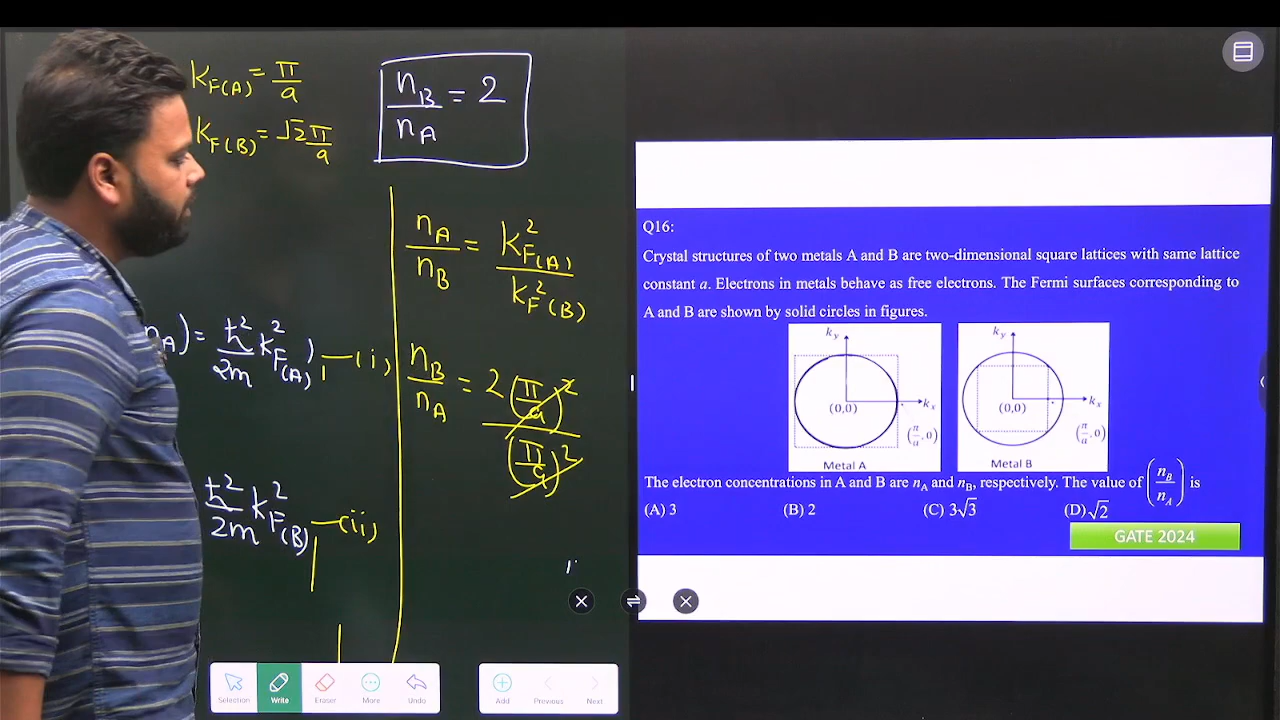 K_F(A) = π/a
K_F(B) = √2 π/a
n_B/n_A = 2
n_A) = ħ²/2m k²_F(A) —(i)
ħ²/2m k²_F(B) —(ii)
n_A/n_B = k²_F(A)/k²_F(B)
n_B/n_A = 2(π/a)²/(π/a)²
Q16:
Crystal structures of two metals A and B are two-dimensional square lattices with same lattice
constant a. Electrons in metals behave as free electrons. The Fermi surfaces corresponding to
A and B are shown by solid circles in figures.
k_y
(0,0)
k_x
(π/a, 0)
Metal A
k_y
(0,0)
k_x
(π/a, 0)
Metal B
The electron concentrations in A and B are n_A and n_B, respectively. The value of (n_B/n_A) is
(A) 3 (B) 2 (C) 3√3 (D) √2
GATE 2024
Selection Write Eraser More Undo
Add Previous Next